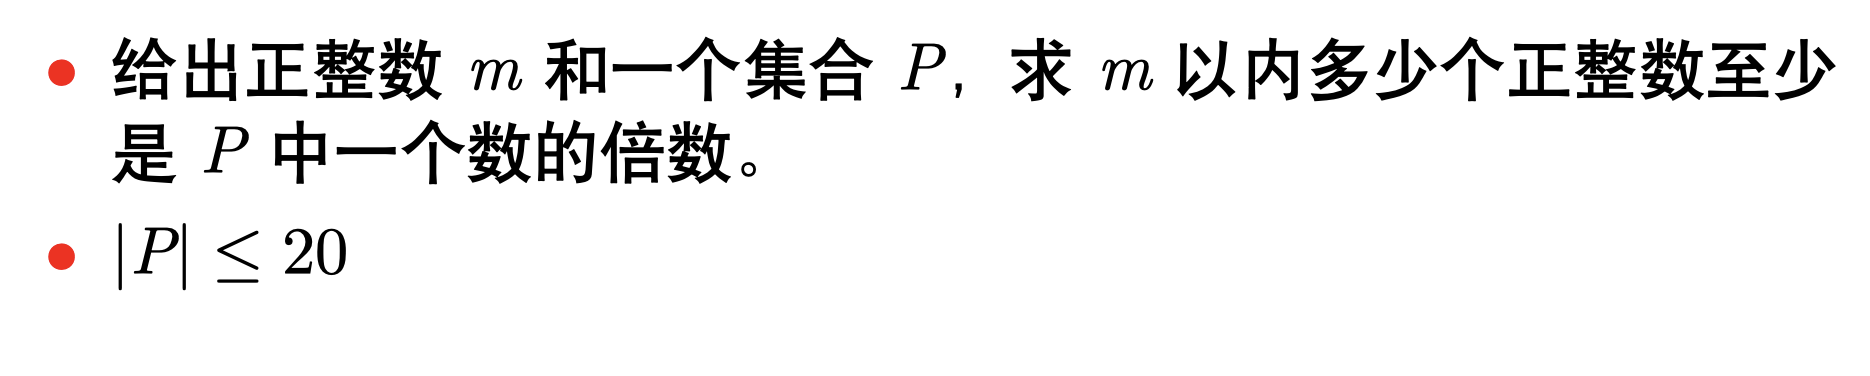 • 给出正整数 m 和一个集合 P，求 m 以内多少个正整数至少
是 P 中一个数的倍数。
• |P| ≤ 20